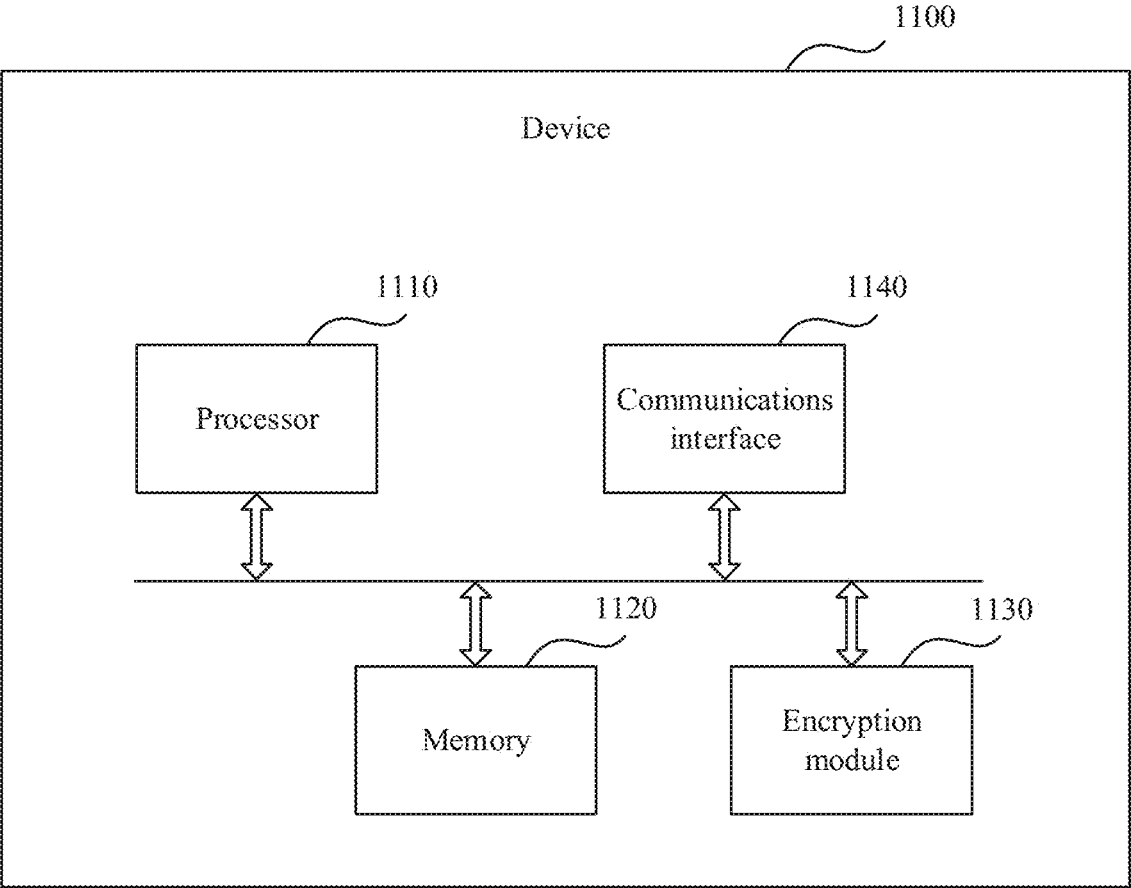 1100
Device
1110
1140
Processor
Communications
interface
1120
1130
Memory
Encryption
module